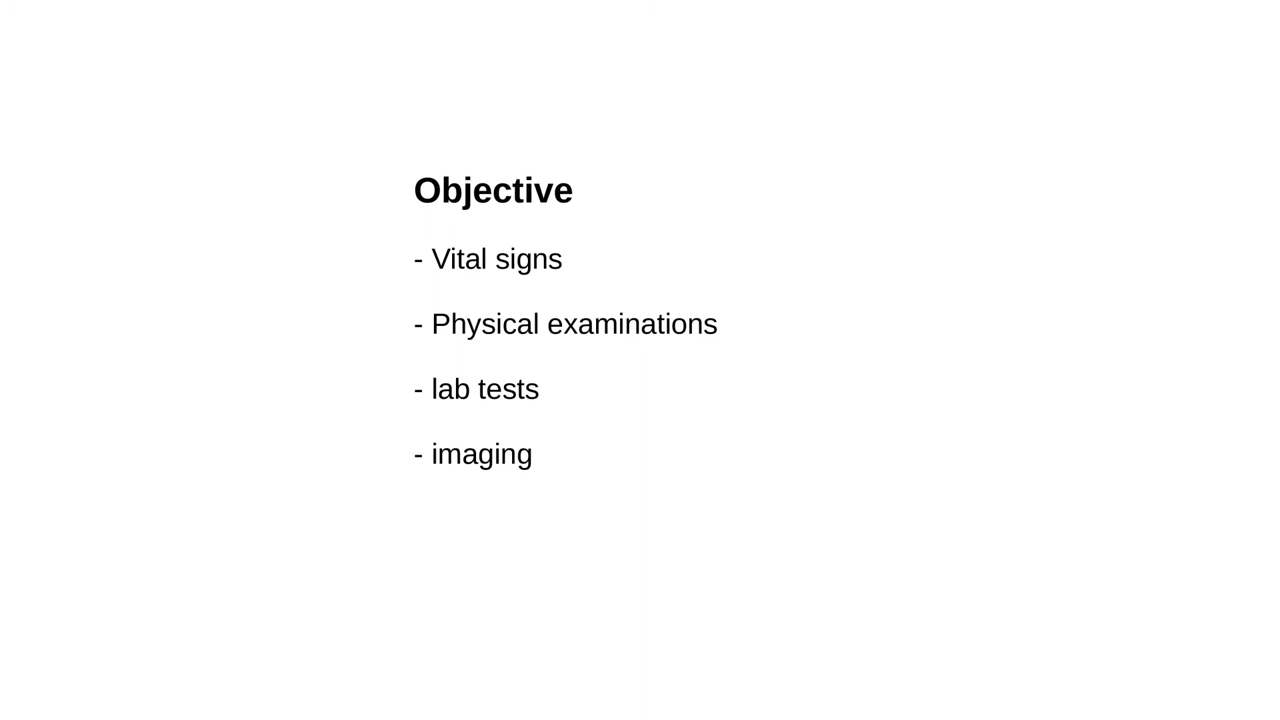 Objective
- Vital signs
- Physical examinations
- lab tests
- imaging